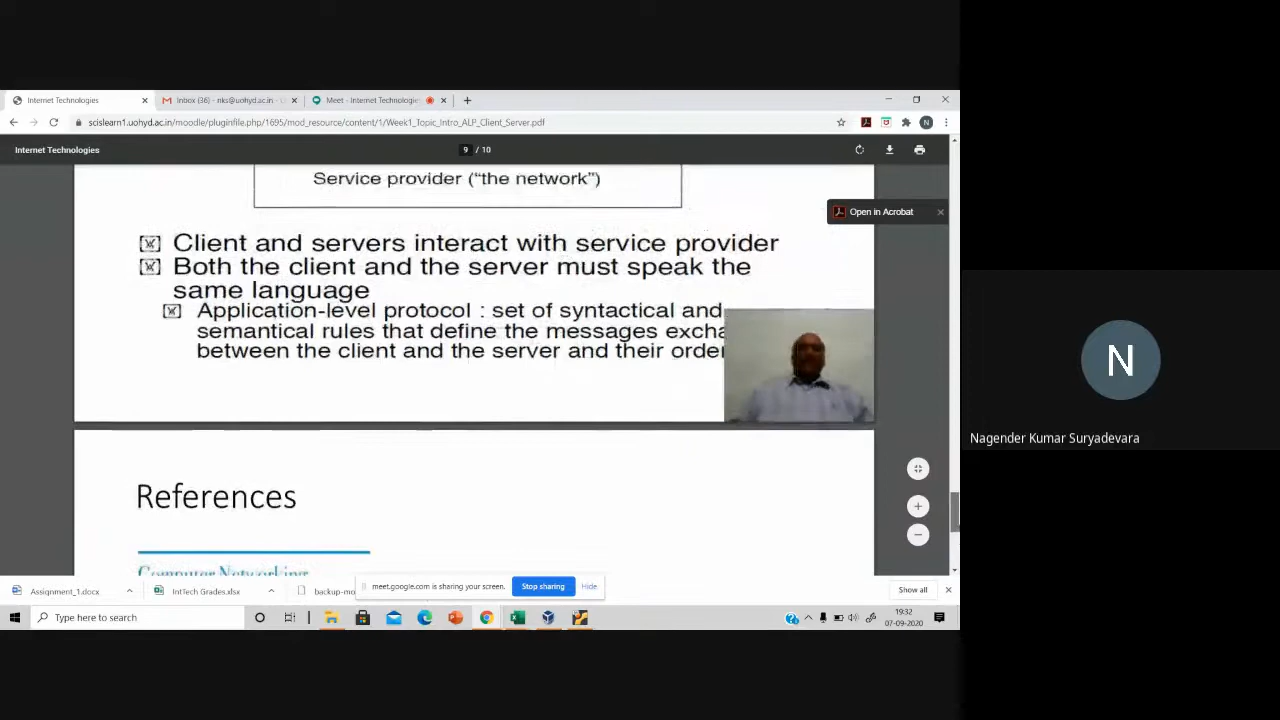 Internet Technologies
Inbox (36) - nks@uohyd.ac.in -
Meet - Internet Technologie
scislearn1.uohyd.ac.in/moodle/pluginfile.php/1695/mod_resource/content/1/Week1_Topic_Intro_ALP_Client_Server.pdf
N
Internet Technologies
9 / 10
Service provider ("the network")
Open in Acrobat
Client and servers interact with service provider
Both the client and the server must speak the
same language
Application-level protocol : set of syntactical and
semantical rules that define the messages excha
between the client and the server and their order
N
Nagender Kumar Suryadevara
References
Computer Networking
Assignment_1.docx
IntTech Grades.xlsx
backup-mo
meet.google.com is sharing your screen.
Stop sharing
Hide
Show all
Type here to search
19:32
07-09-2020